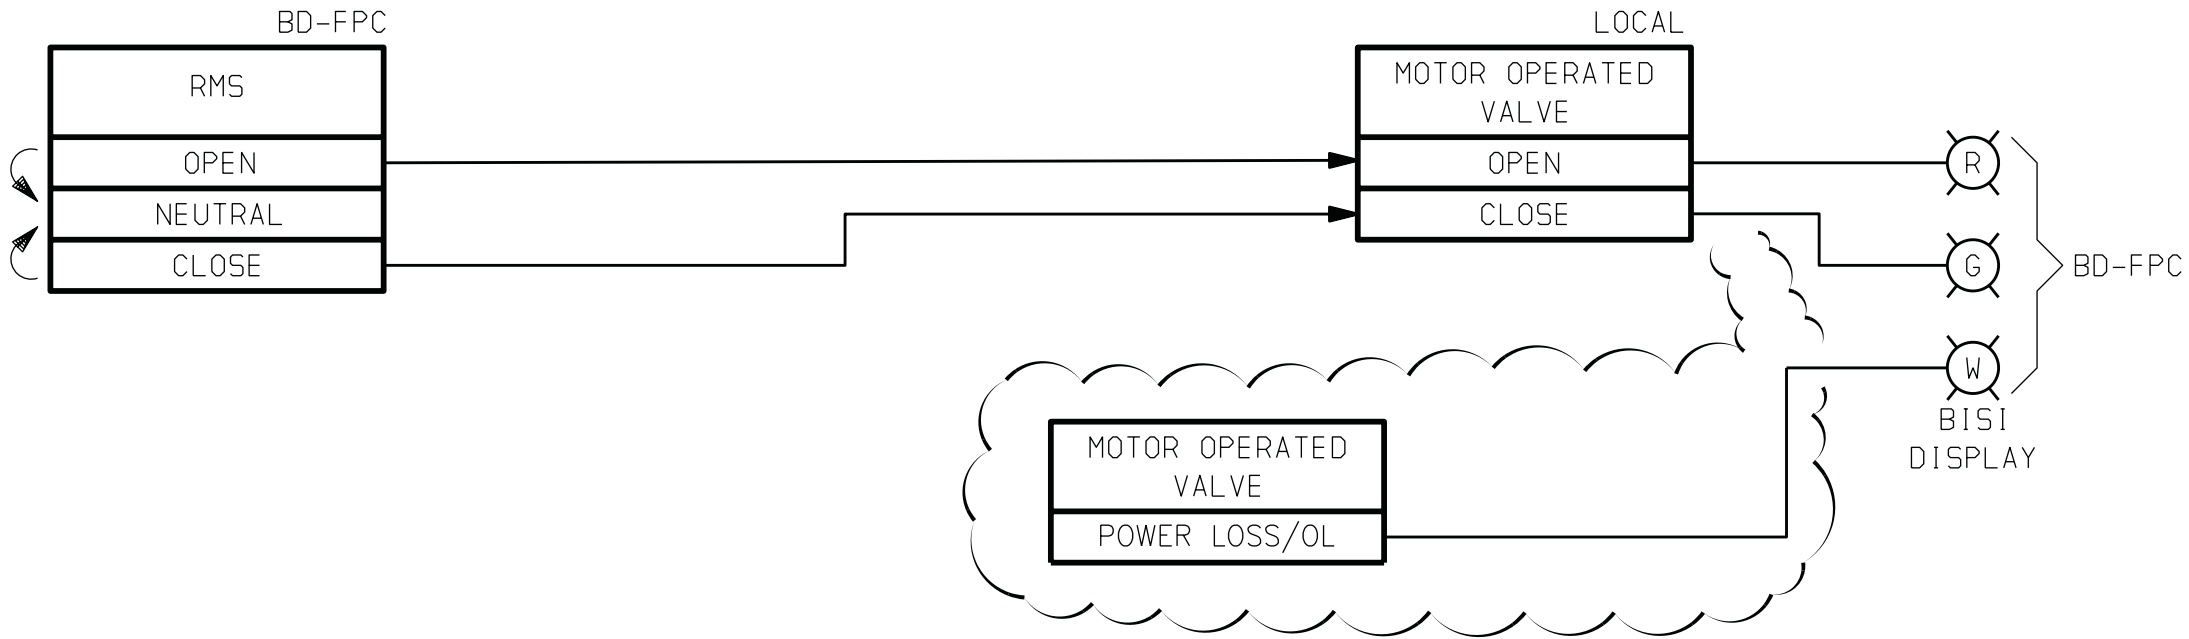 BD-FPC
RMS
OPEN
NEUTRAL
CLOSE
LOCAL
MOTOR OPERATED
VALVE
OPEN
CLOSE
R
G
W
BISI
DISPLAY
BD-FPC
MOTOR OPERATED
VALVE
POWER LOSS/OL